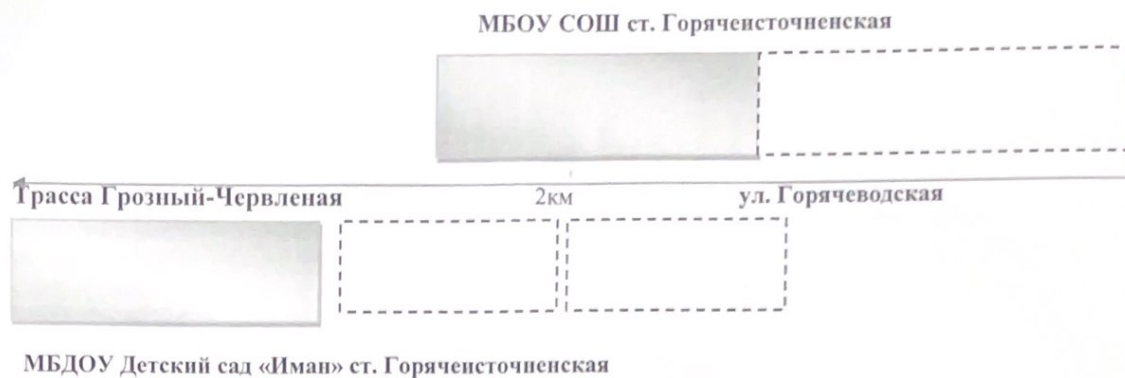 МБОУ СОШ ст. Горячеисточненская
Трасса Грозный-Червленая 2км ул. Горячеводская
МБДОУ Детский сад «Иман» ст. Горячеисточненская